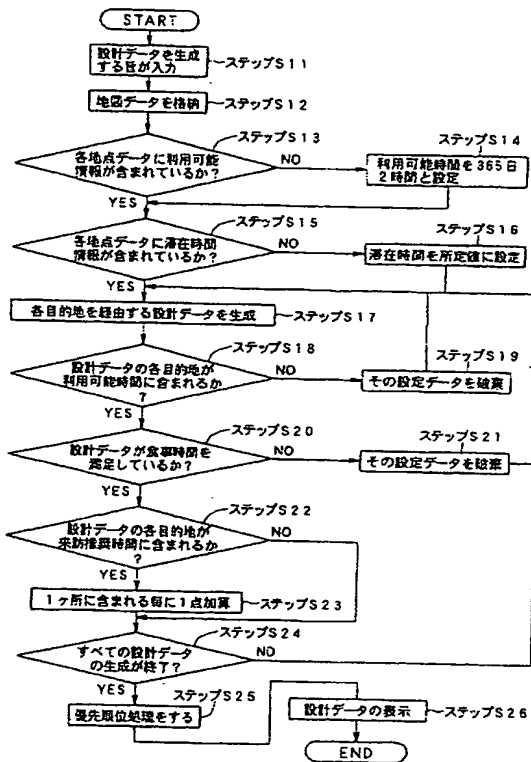 START
設計データを生成
する旨が入力
ステップS11
地図データを格納
ステップS12
ステップS13
各地点データに利用可能
情報が含まれているか?
NO
YES
ステップS14
利用可能時間を365日
2時間と設定
ステップS15
各地点データに滞在時間
情報が含まれているか?
NO
YES
ステップS16
滞在時間を所定値に設定
各目的地を経由する設計データを生成
ステップS17
ステップS18
設計データの各目的地が
利用可能時間に含まれるか
?
NO
YES
ステップS19
その設定データを破棄
ステップS20
設計データが食事時間を
満足しているか?
NO
YES
ステップS21
その設定データを破棄
ステップS22
設計データの各目的地が
来訪推奨時間に含まれるか
?
NO
YES
1ヶ所に含まれる毎に1点加算
ステップS23
ステップS24
すべての設計データ
の生成が終了?
NO
YES
ステップS25
優先順位処理をする
設計データの表示
ステップS26
END